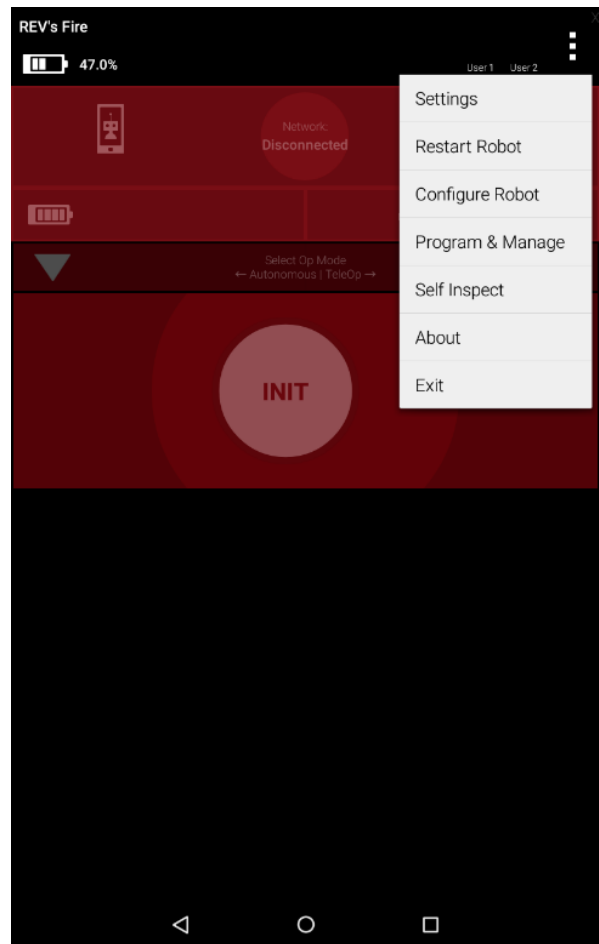 REV's Fire
X
47.0%
User 1 User 2
Network:
Disconnected
Select Op Mode
← Autonomous | TeleOp →
INIT
Settings
Restart Robot
Configure Robot
Program & Manage
Self Inspect
About
Exit